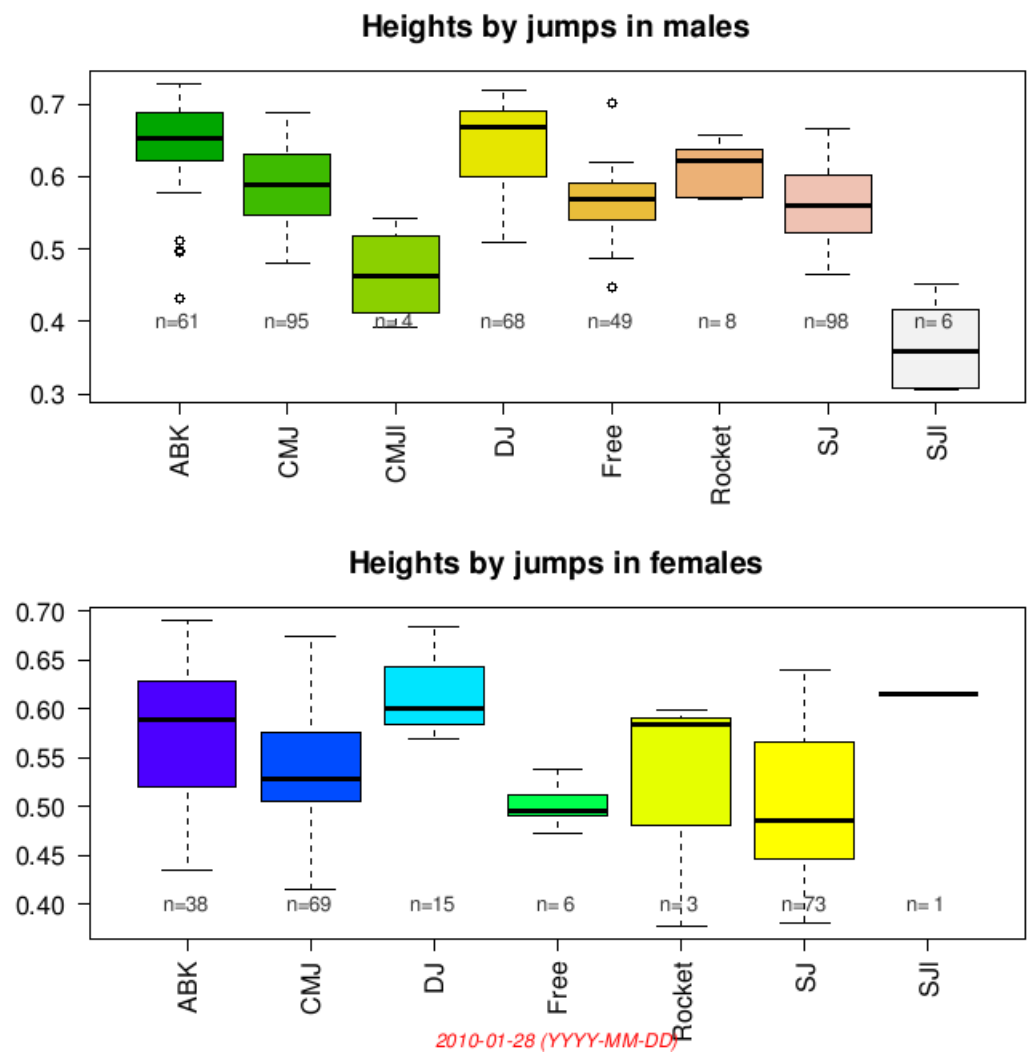 Heights by jumps in males
0.7
0.6
0.5
0.4
0.3
n=61 n=95 n= 4 n=68 n=49 n= 8 n=98 n= 6
ABK CMJ CMJl DJ Free Rocket SJ SJl
Heights by jumps in females
0.70
0.65
0.60
0.55
0.50
0.45
0.40
n=38 n=69 n=15 n= 6 n= 3 n=73 n= 1
ABK CMJ DJ Free Rocket SJ SJl
2010-01-28 (YYYY-MM-DD)